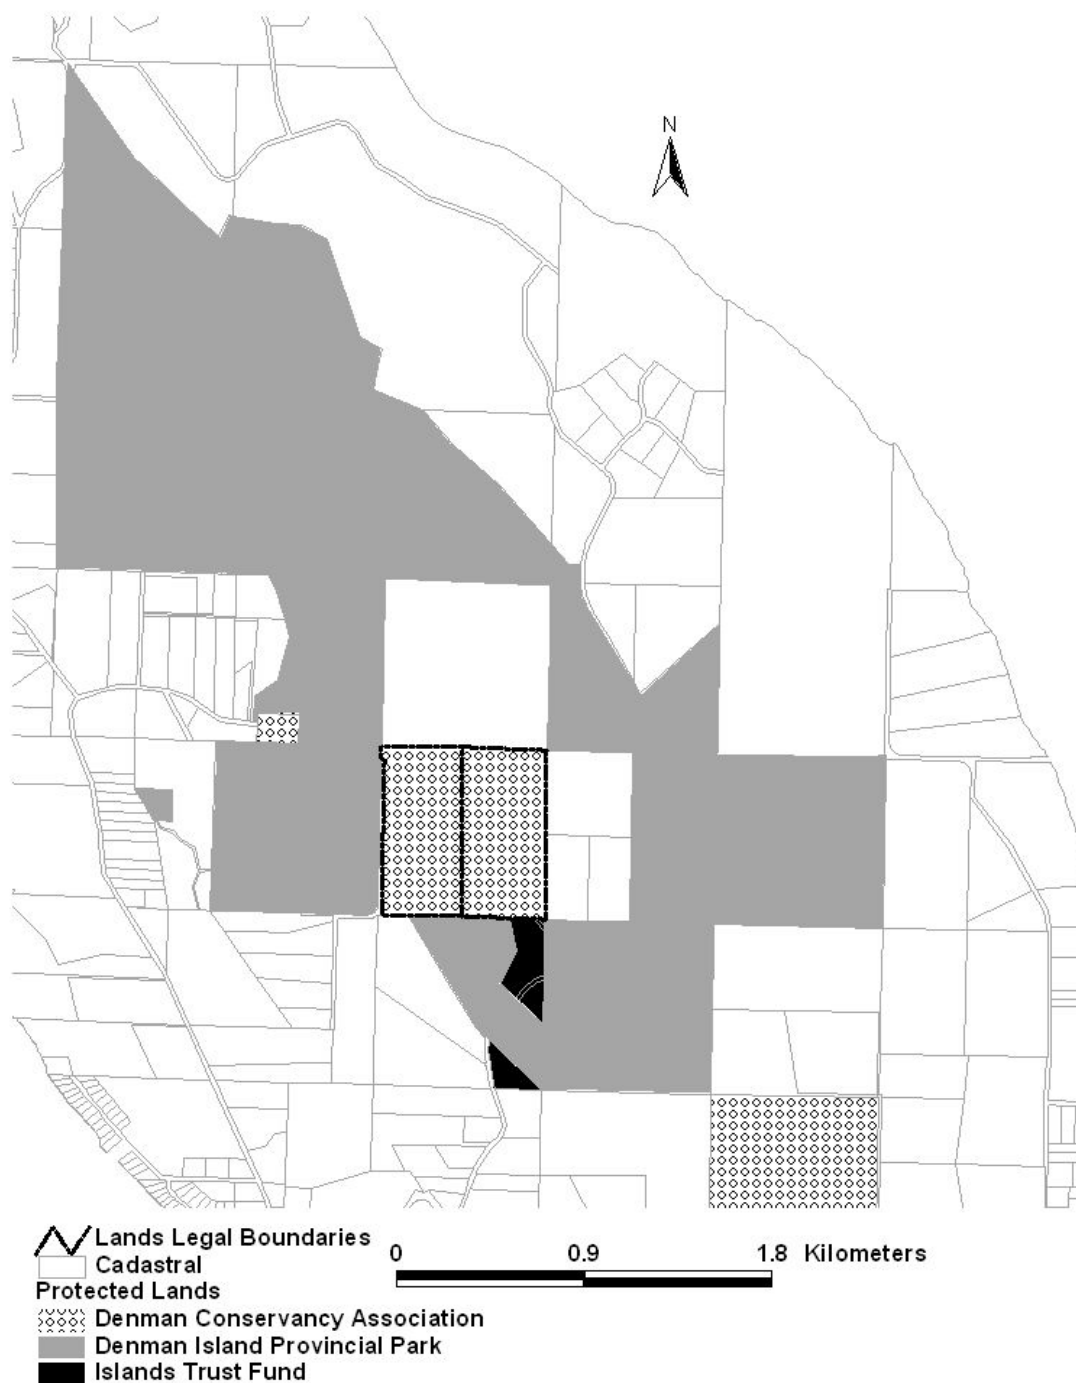 N
Lands Legal Boundaries
Cadastral
0 0.9 1.8 Kilometers
Protected Lands
Denman Conservancy Association
Denman Island Provincial Park
Islands Trust Fund